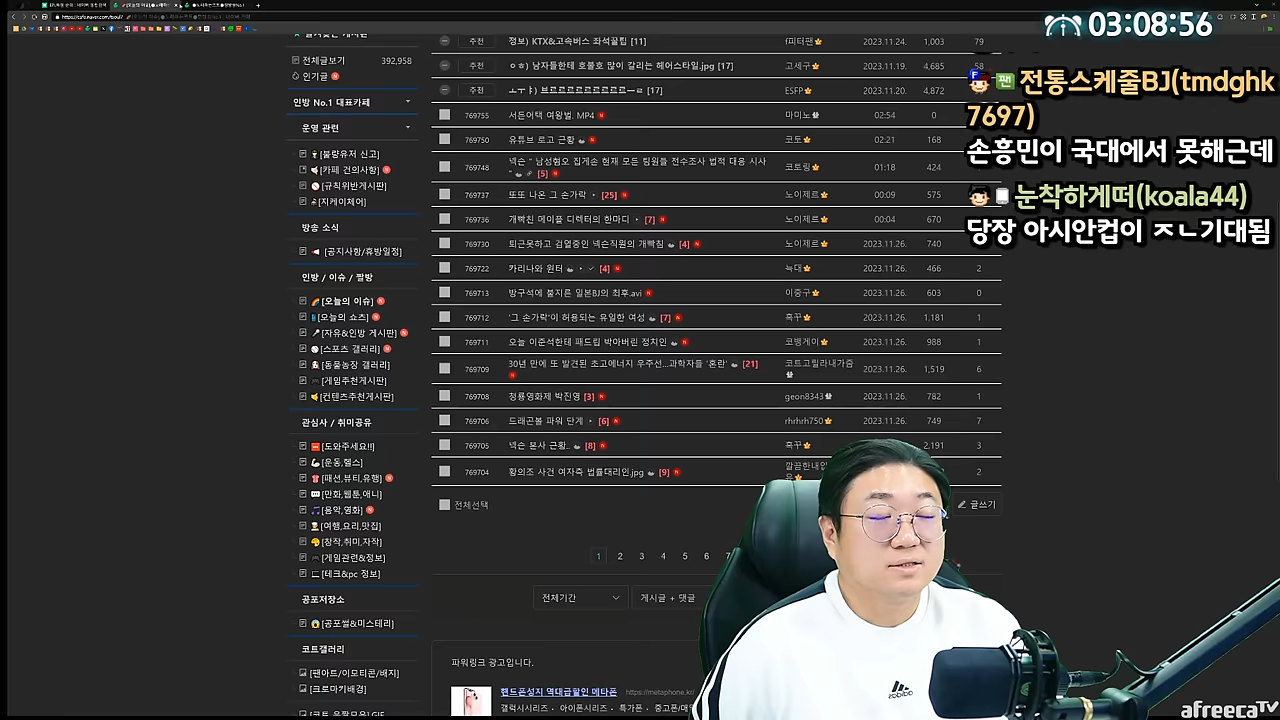 https://cafe.naver.com/
03:08:56
전체글보기 392,958
인기글 N
인방 No.1 대표카페
운영 관련
[불량유저 신고]
[카페 건의사항] N
[규칙위반게시판]
[자케이체어]
방송 소식
[공지사항/휴방일정]
인방 / 이슈 / 짤방
[오늘의 이슈] N
[오늘의 쇼츠] N
[자유&인방 게시판] N
[스포츠 갤러리] N
[동물농장 갤러리]
[게임추천게시판]
[컨텐츠추천게시판]
관심사 / 취미공유
[도와주세요!!]
[운동,헬스]
[패션,뷰티,유행] N
[만화,웹툰,애니]
[음악,영화] N
[여행,요리,맛집]
[창작,취미,자작]
[게임관련&정보]
[테크&pc 정보]
공포저장소
[공포썰&미스테리]
코트갤러리
[팬아트/이모티콘/배지]
[크로마키배경]
추천 정보) KTX&고속버스 좌석꿀팁 [11] f피터팬 2023.11.24. 1,003 79
추천 ㅇㅎ) 남자들한테 호불호 많이 갈리는 헤어스타일.jpg [17] 고세구 2023.11.19. 4,685 58
추천 ㅗㅜㅑ) 브르르르르르르르르르ㅡㄹ [17] ESFP 2023.11.20. 4,872
769755 서든어택 여왕벌. MP4 N 마미노 02:54 0
769750 유튜브 로고 근황 N 코토 02:21 168
769748 넥슨 " 남성혐오 집게손 현재 모든 팀원들 전수조사 법적 대응 시사
" [5] N 코토링 01:18 424
769737 또또 나온 그 손가락 [25] N 노이제르 00:09 575
769736 개빡친 메이플 디렉터의 한마디 [7] N 노이제르 00:04 670
769730 퇴근못하고 김열중인 넥슨직원의 개빡침 [4] N 노이제르 2023.11.26. 740
769722 카리나와 윈터 [4] N 늑대 2023.11.26. 466 2
769713 방구석에 불지른 일본BJ의 최후.avi N 이중구 2023.11.26. 603 0
769712 '그 손가락'이 허용되는 유일한 여성 [7] N 흑꾸 2023.11.26. 1,181 1
769711 오늘 이준석한테 패드립 박아버린 정치인 N 코뱅게이 2023.11.26. 988 1
769709 30년 만에 또 발견된 초고에너지 우주선...과학자들 '혼란' [21]
N 코트고릴라내가좀 2023.11.26. 1,519 6
769708 청룡영화제 박진영 [3] N geon8343 2023.11.26. 782 1
769706 드래곤볼 파워 단계 [6] N rhrhrh750 2023.11.26. 749 7
769705 넥슨 본사 근황.. [8] N 흑꾸 2,191 3
769704 황의조 사건 여자측 법률대리인.jpg [9] N 2
전체선택
글쓰기
1 2 3 4 5 6 7
전체기간 게시글 + 댓글
파워링크 광고입니다.
핸드폰성지 역대급할인 메타폰 https://metaphone.kr/
갤럭시시리즈 · 아이폰시리즈 · 특가폰 ·
팬 전통스케줄BJ(tmdghk
7697)
손흥민이 국대에서 못해근데
눈착하게떠(koala44)
당장 아시안컵이 ㅈㄴ기대됨
adidas
afreecaTV